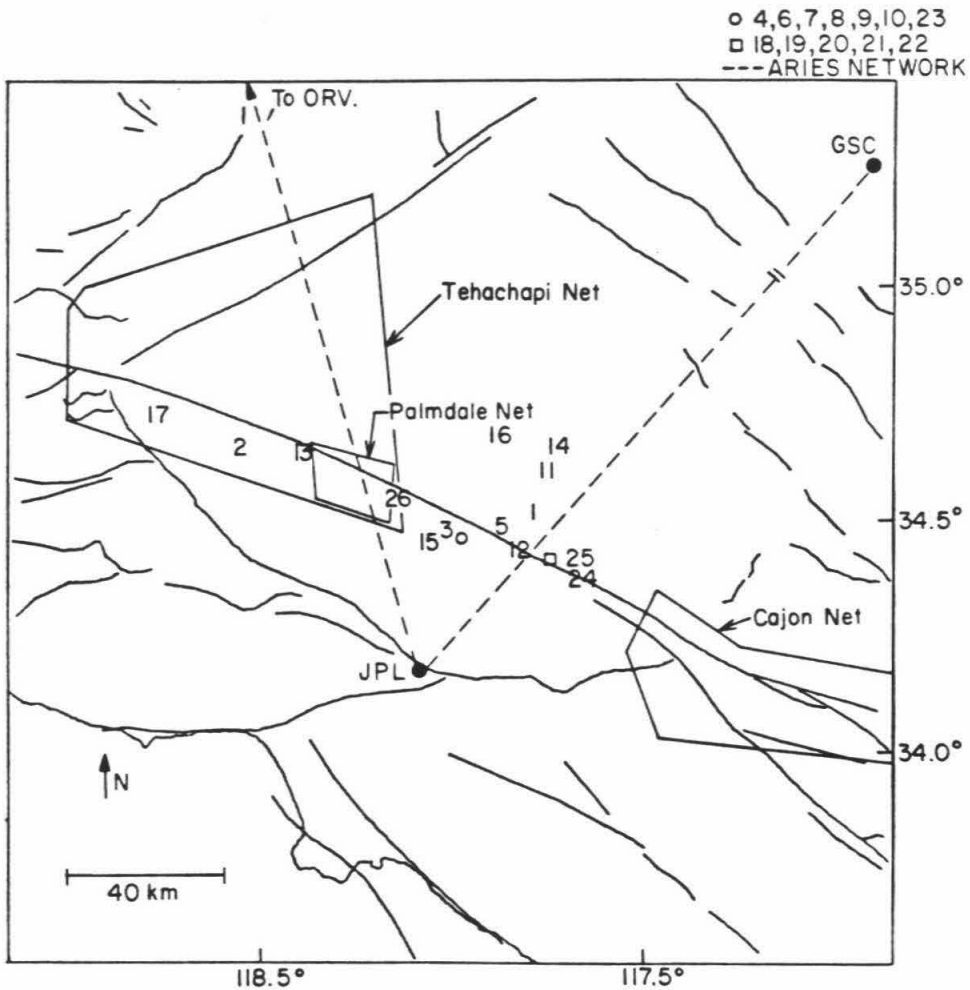 ○ 4,6,7,8,9,10,23
□ 18,19,20,21,22
--- ARIES NETWORK
To ORV.
GSC
35.0°
Tehachapi Net
Palmdale Net
17
2
13
16
14
11
26
1
34.5°
15
3
5
12
25
24
Cajon Net
JPL
34.0°
N
40 km
118.5°
117.5°